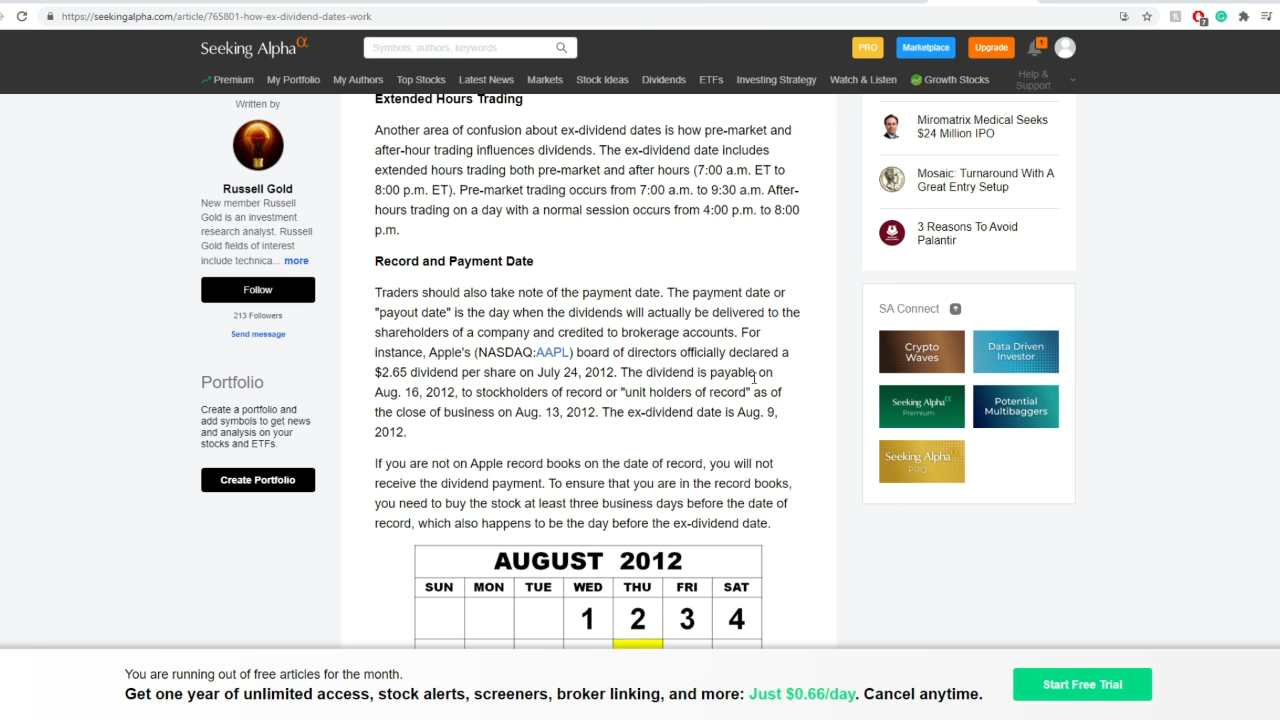 https://seekingalpha.com/article/765801-how-ex-dividend-dates-work
7
Seeking Alpha α
Symbols, authors, keywords
PRO
Marketplace
Upgrade
1
Premium
My Portfolio
My Authors
Top Stocks
Latest News
Markets
Stock Ideas
Dividends
ETFs
Investing Strategy
Watch & Listen
Growth Stocks
Help &
Support
Written by
Russell Gold
New member Russell
Gold is an investment
research analyst. Russell
Gold fields of interest
include technica... more
Follow
213 Followers
Send message
Portfolio
Create a portfolio and
add symbols to get news
and analysis on your
stocks and ETFs.
Create Portfolio
Extended Hours Trading
Another area of confusion about ex-dividend dates is how pre-market and
after-hour trading influences dividends. The ex-dividend date includes
extended hours trading both pre-market and after hours (7:00 a.m. ET to
8:00 p.m. ET). Pre-market trading occurs from 7:00 a.m. to 9:30 a.m. After-
hours trading on a day with a normal session occurs from 4:00 p.m. to 8:00
p.m.
Record and Payment Date
Traders should also take note of the payment date. The payment date or
"payout date" is the day when the dividends will actually be delivered to the
shareholders of a company and credited to brokerage accounts. For
instance, Apple's (NASDAQ:AAPL) board of directors officially declared a
$2.65 dividend per share on July 24, 2012. The dividend is payable on
Aug. 16, 2012, to stockholders of record or "unit holders of record" as of
the close of business on Aug. 13, 2012. The ex-dividend date is Aug. 9,
2012.
If you are not on Apple record books on the date of record, you will not
receive the dividend payment. To ensure that you are in the record books,
you need to buy the stock at least three business days before the date of
record, which also happens to be the day before the ex-dividend date.
AUGUST 2012
SUN MON TUE WED THU FRI SAT
1 2 3 4
Miromatrix Medical Seeks
$24 Million IPO
Mosaic: Turnaround With A
Great Entry Setup
3 Reasons To Avoid
Palantir
SA Connect
Crypto
Waves
Data Driven
Investor
Seeking Alpha α
Premium
Potential
Multibaggers
Seeking Alpha α
PRO
You are running out of free articles for the month.
Get one year of unlimited access, stock alerts, screeners, broker linking, and more: Just $0.66/day. Cancel anytime.
Start Free Trial